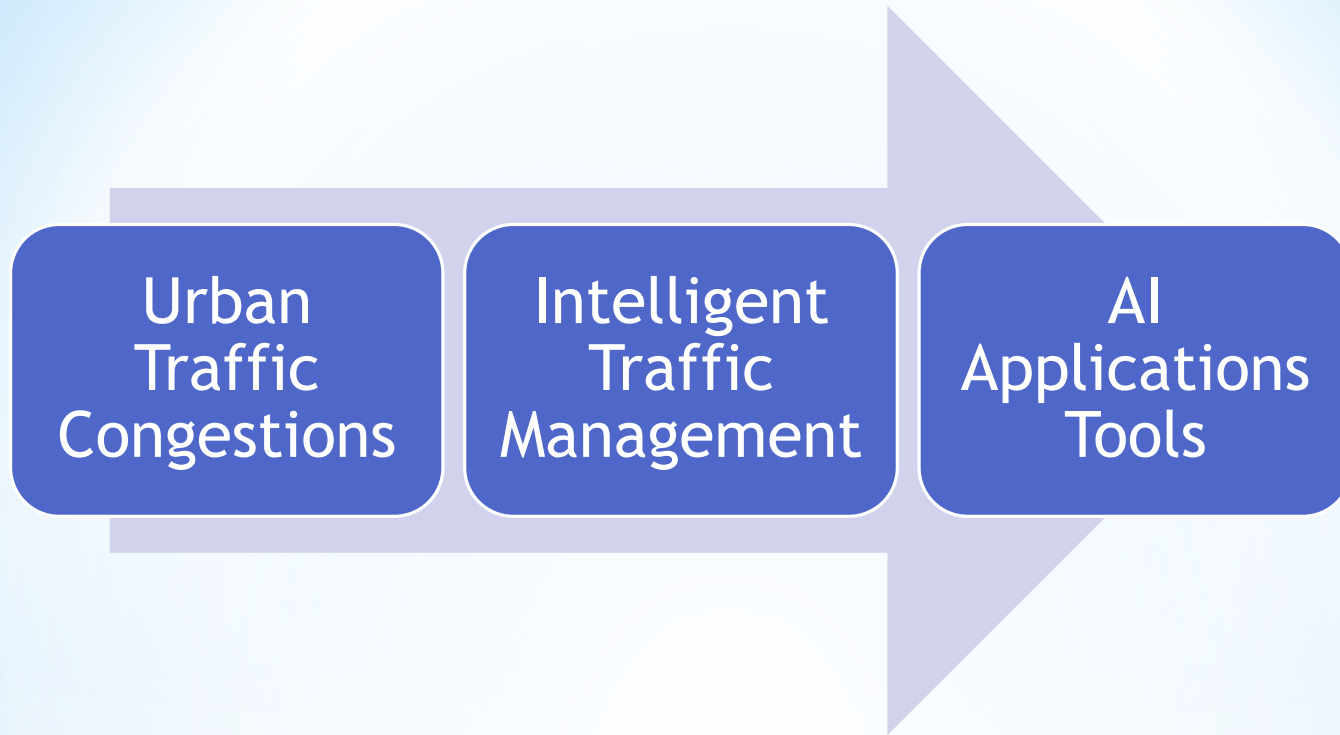 Urban
Traffic
Congestions
Intelligent
Traffic
Management
AI
Applications
Tools